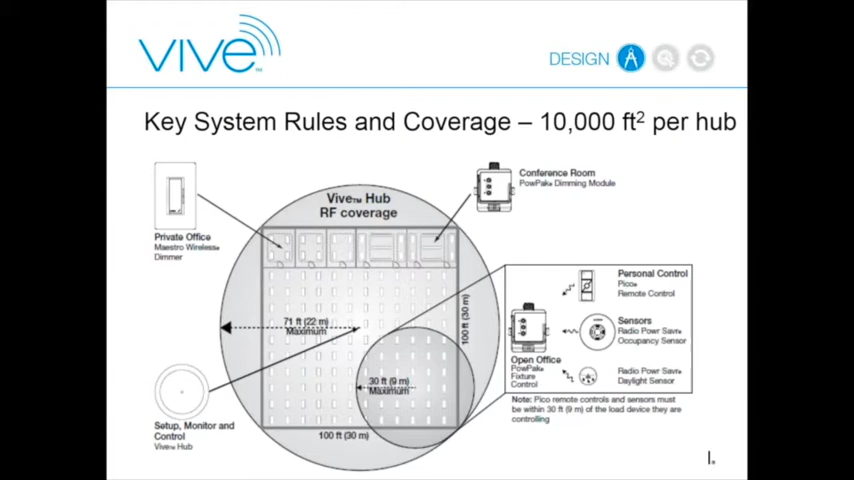 VIVE™
DESIGN
Key System Rules and Coverage – 10,000 ft² per hub
Conference Room
PowPak® Dimming Module
Vive™ Hub
RF coverage
Private Office
Maestro Wireless®
Dimmer
71 ft (22 m)
Maximum
100 ft (30 m)
30 ft (9 m)
Maximum
100 ft (30 m)
Setup, Monitor and
Control
Vive™ Hub
Personal Control
Pico®
Remote Control
Sensors
Radio Powr Savr®
Occupancy Sensor
Open Office
PowPak®
Fixture
Control
Radio Powr Savr®
Daylight Sensor
Note: Pico remote controls and sensors must
be within 30 ft (9 m) of the load device they are
controlling